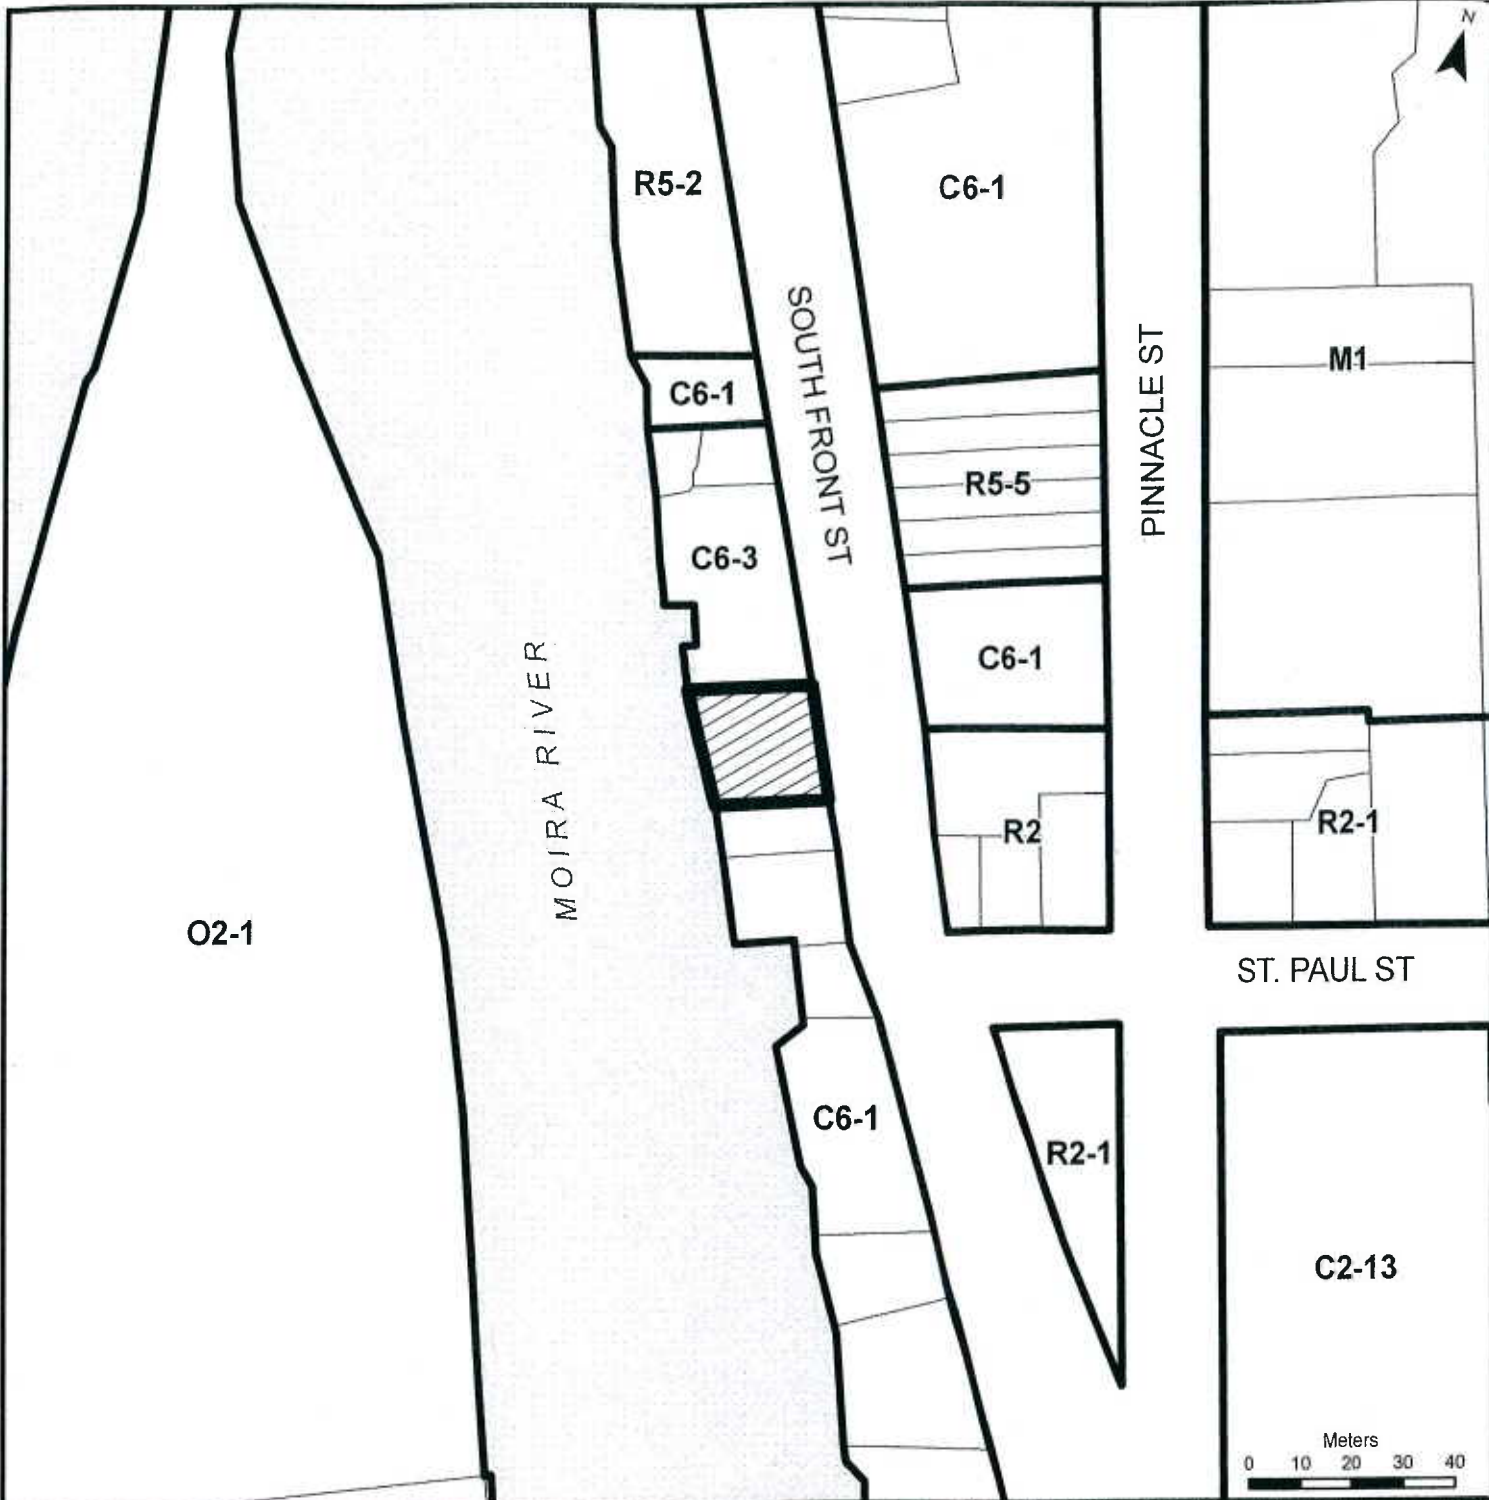 N
R5-2
C6-1
SOUTH FRONT ST
PINNACLE ST
M1
C6-1
R5-5
C6-3
MOIRA RIVER
C6-1
R2
R2-1
O2-1
ST. PAUL ST
C6-1
R2-1
C2-13
Meters
0 10 20 30 40